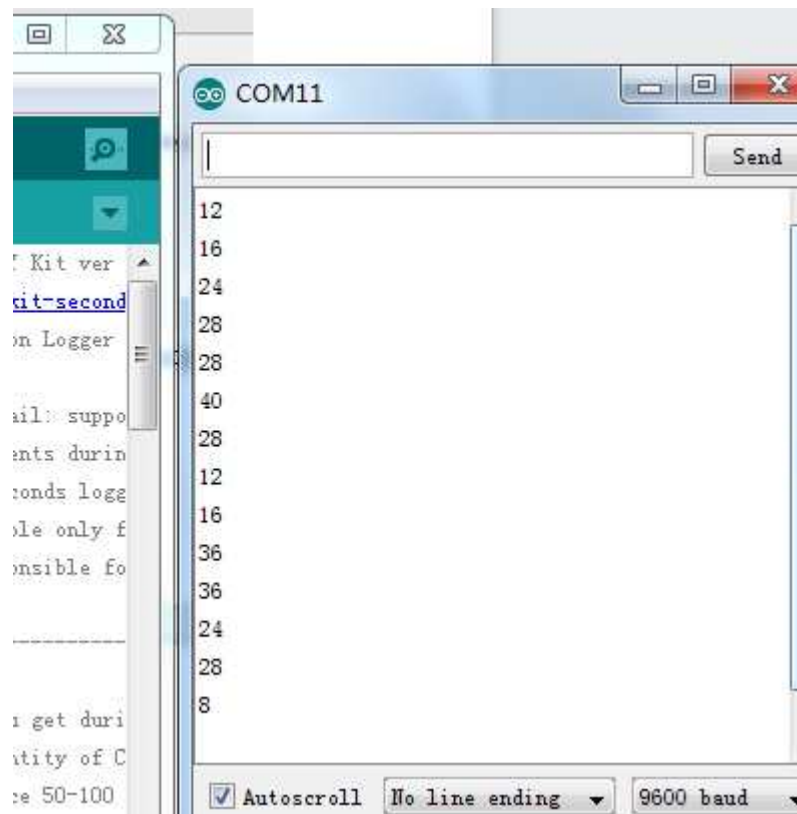 COM11
Send
12
16
24
28
28
40
28
12
16
36
36
24
28
8
Kit ver
kit-second
on Logger
ail: suppo
ents durin
conds logg
ole only f
onsible fo
------------
u get duri
ntity of C
ce 50-100
Autoscroll
No line ending
9600 baud